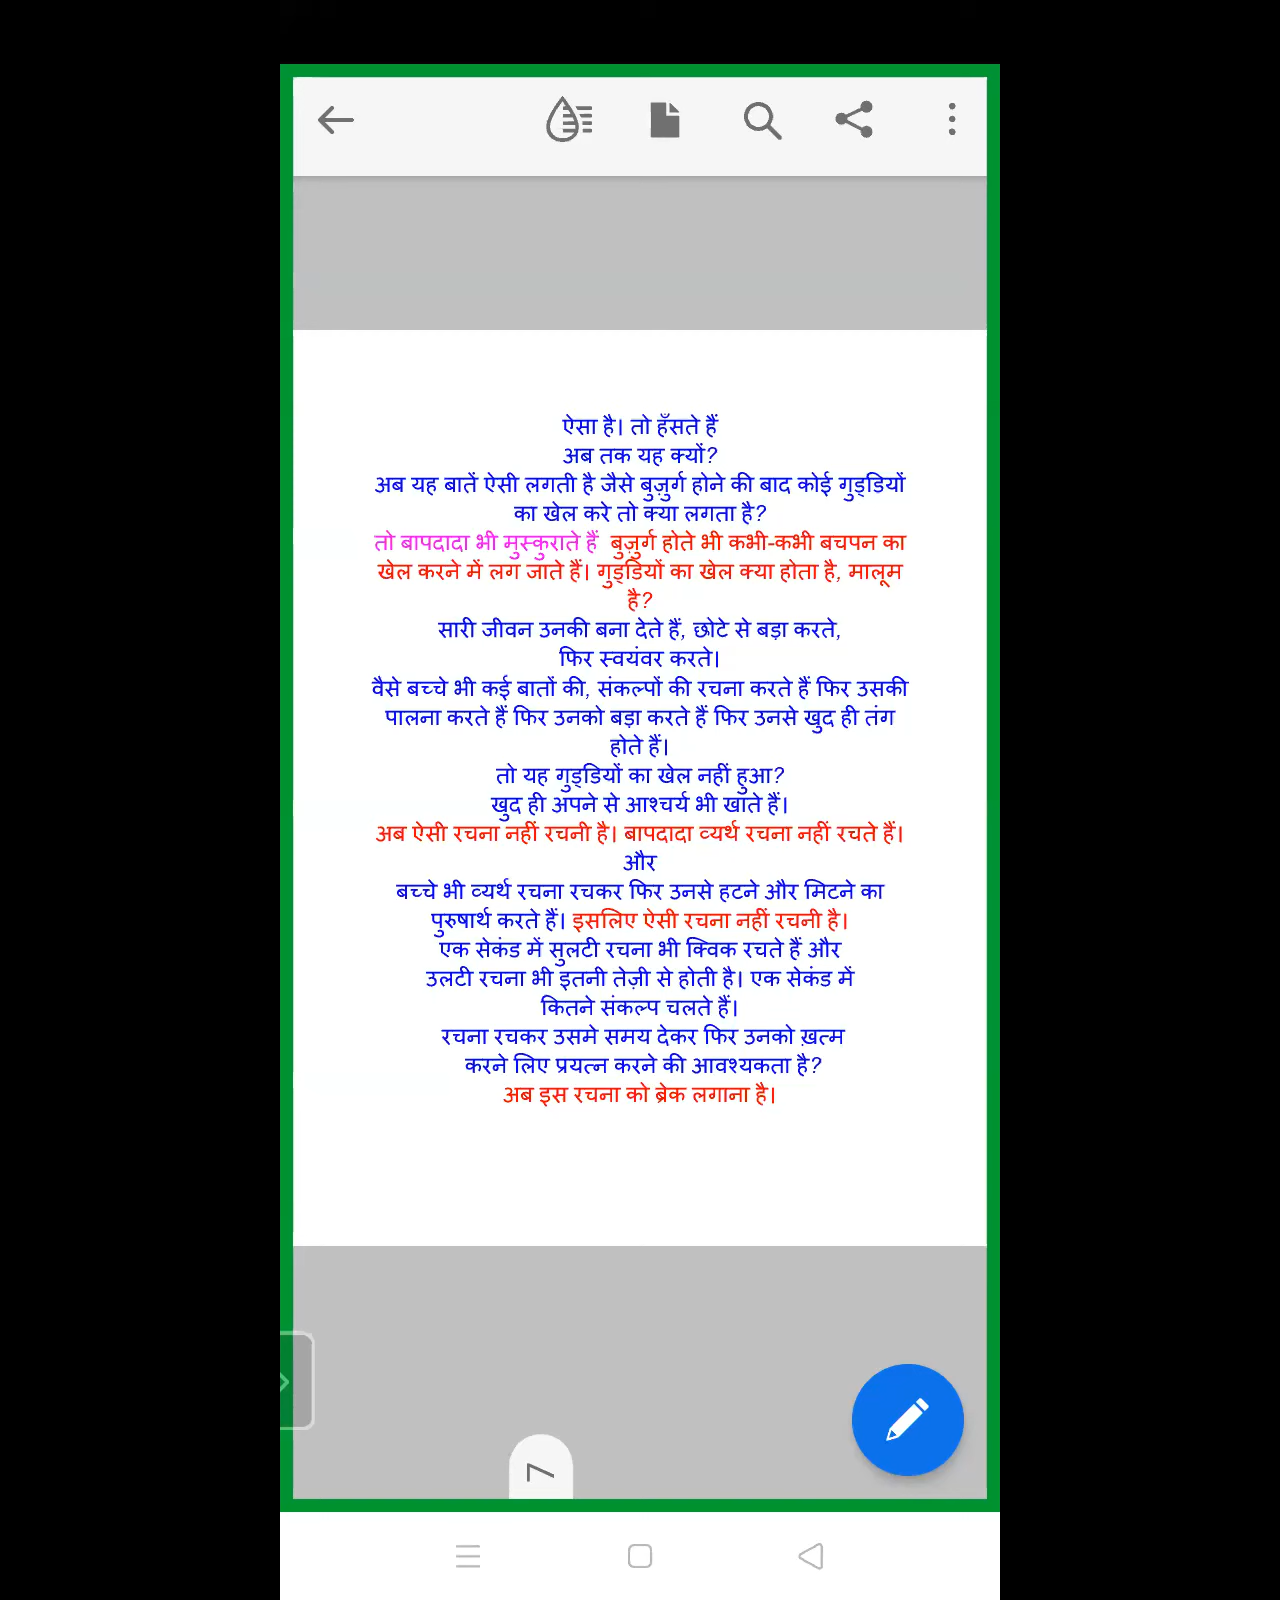 ऐसा है। तो हँसते हैं
अब तक यह क्यों?
अब यह बातें ऐसी लगती है जैसे बुज़ुर्ग होने की बाद कोई गुड्डियों
का खेल करे तो क्या लगता है?
तो बापदादा भी मुस्कुराते हैं  बुज़ुर्ग होते भी कभी-कभी बचपन का
खेल करने में लग जाते हैं। गुड्डियों का खेल क्या होता है, मालूम
है?
सारी जीवन उनकी बना देते हैं, छोटे से बड़ा करते,
फिर स्वयंवर करते।
वैसे बच्चे भी कई बातों की, संकल्पों की रचना करते हैं फिर उसकी
पालना करते हैं फिर उनको बड़ा करते हैं फिर उनसे खुद ही तंग
होते हैं।
तो यह गुड्डियों का खेल नहीं हुआ?
खुद ही अपने से आश्चर्य भी खाते हैं।
अब ऐसी रचना नहीं रचनी है। बापदादा व्यर्थ रचना नहीं रचते हैं।
और
बच्चे भी व्यर्थ रचना रचकर फिर उनसे हटने और मिटने का
पुरुषार्थ करते हैं। इसलिए ऐसी रचना नहीं रचनी है।
एक सेकंड में सुलटी रचना भी क्विक रचते हैं और
उलटी रचना भी इतनी तेज़ी से होती है। एक सेकंड में
कितने संकल्प चलते हैं।
रचना रचकर उसमे समय देकर फिर उनको ख़त्म
करने लिए प्रयत्न करने की आवश्यकता है?
अब इस रचना को ब्रेक लगाना है।
7